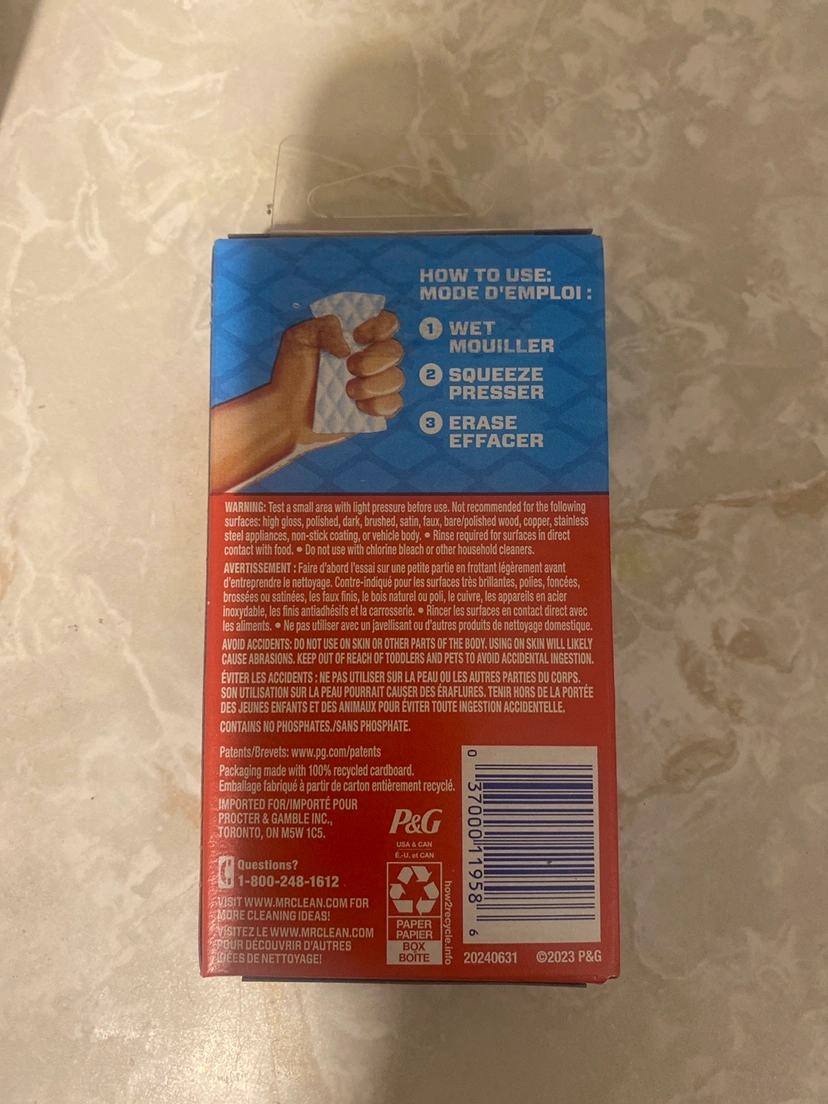 HOW TO USE:
MODE D'EMPLOI :
1 WET
MOUILLER
2 SQUEEZE
PRESSER
3 ERASE
EFFACER
WARNING: Test a small area with light pressure before use. Not recommended for the following
surfaces: high gloss, polished, dark, brushed, satin, faux, bare/polished wood, copper, stainless
steel appliances, non-stick coating, or vehicle body. • Rinse required for surfaces in direct
contact with food. • Do not use with chlorine bleach or other household cleaners.
AVERTISSEMENT : Faire d'abord l'essai sur une petite partie en frottant légèrement avant
d'entreprendre le nettoyage. Contre-indiqué pour les surfaces très brillantes, polies, foncées,
brossées ou satinées, les faux finis, le bois naturel ou poli, le cuivre, les appareils en acier
inoxydable, les finis antiadhésifs et la carrosserie. • Rincer les surfaces en contact direct avec
les aliments. • Ne pas utiliser avec un javellisant ou d'autres produits de nettoyage domestique.
AVOID ACCIDENTS: DO NOT USE ON SKIN OR OTHER PARTS OF THE BODY. USING ON SKIN WILL LIKELY
CAUSE ABRASIONS. KEEP OUT OF REACH OF TODDLERS AND PETS TO AVOID ACCIDENTAL INGESTION.
ÉVITER LES ACCIDENTS : NE PAS UTILISER SUR LA PEAU OU LES AUTRES PARTIES DU CORPS.
SON UTILISATION SUR LA PEAU POURRAIT CAUSER DES ÉRAFLURES. TENIR HORS DE LA PORTÉE
DES JEUNES ENFANTS ET DES ANIMAUX POUR ÉVITER TOUTE INGESTION ACCIDENTELLE.
CONTAINS NO PHOSPHATES./SANS PHOSPHATE.
Patents/Brevets: www.pg.com/patents
Packaging made with 100% recycled cardboard.
Emballage fabriqué à partir de carton entièrement recyclé.
IMPORTED FOR/IMPORTÉ POUR
PROCTER & GAMBLE INC.,
TORONTO, ON M5W 1C5.
Questions?
1-800-248-1612
VISIT WWW.MRCLEAN.COM FOR
MORE CLEANING IDEAS!
VISITEZ LE WWW.MRCLEAN.COM
POUR DÉCOUVRIR D'AUTRES
IDÉES DE NETTOYAGE!
P&G
USA & CAN
É.-U. et CAN
PAPER
PAPIER
BOX
BOÎTE
how2recycle.info
0 37000 11958 6
20240631 ©2023 P&G